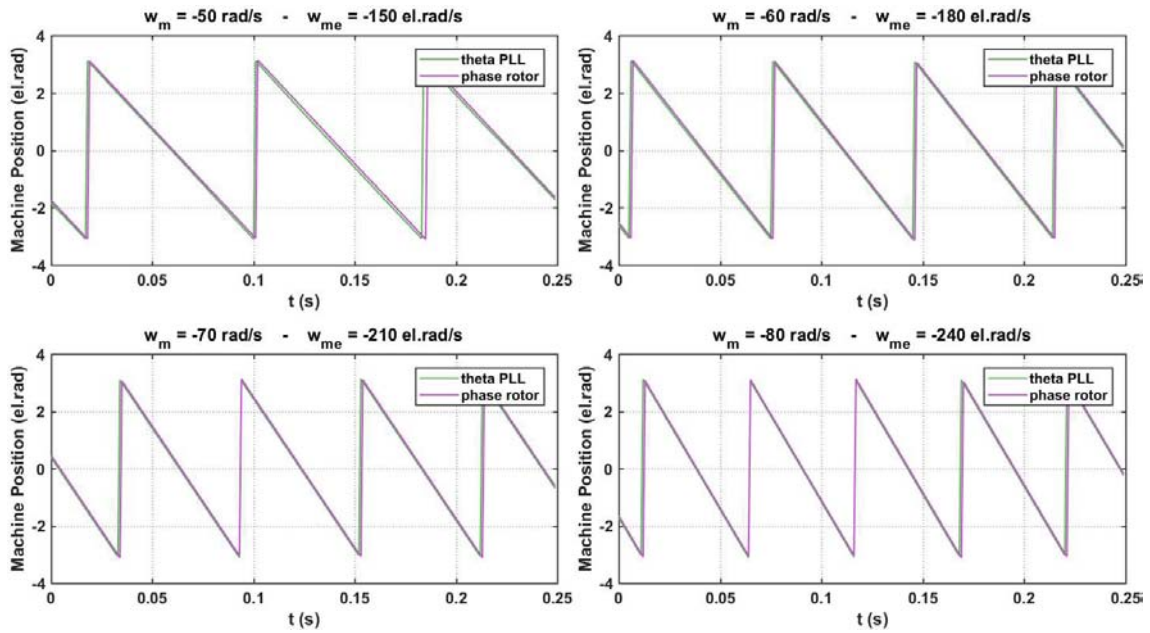 w_m = -50 rad/s - w_me = -150 el.rad/s
4
2
0
-2
-4
Machine Position (el.rad)
theta PLL
phase rotor
0 0.05 0.1 0.15 0.2 0.25
t (s)
w_m = -60 rad/s - w_me = -180 el.rad/s
4
2
0
-2
-4
Machine Position (el.rad)
theta PLL
phase rotor
0 0.05 0.1 0.15 0.2 0.25
t (s)
w_m = -70 rad/s - w_me = -210 el.rad/s
4
2
0
-2
-4
Machine Position (el.rad)
theta PLL
phase rotor
0 0.05 0.1 0.15 0.2 0.25
t (s)
w_m = -80 rad/s - w_me = -240 el.rad/s
4
2
0
-2
-4
Machine Position (el.rad)
theta PLL
phase rotor
0 0.05 0.1 0.15 0.2 0.25
t (s)